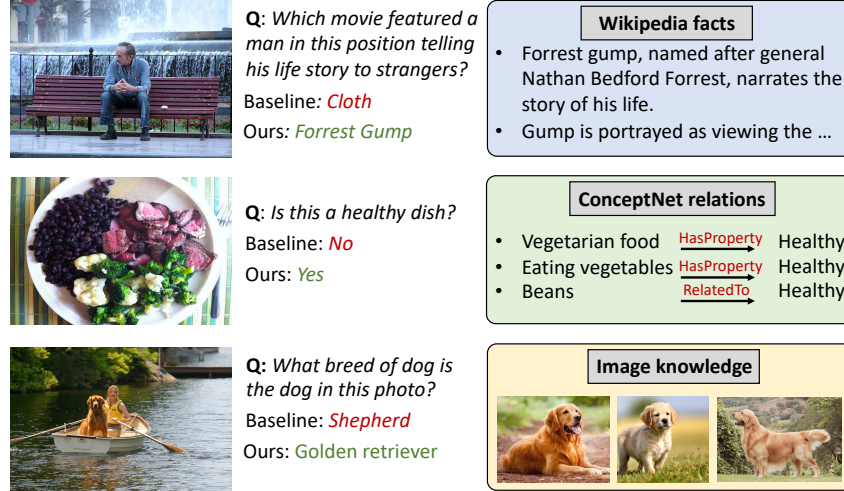 Q: Which movie featured a
man in this position telling
his life story to strangers?
Baseline: Cloth
Ours: Forrest Gump
Wikipedia facts
• Forrest gump, named after general
Nathan Bedford Forrest, narrates the
story of his life.
• Gump is portrayed as viewing the ...
Q: Is this a healthy dish?
Baseline: No
Ours: Yes
ConceptNet relations
• Vegetarian food HasProperty Healthy
• Eating vegetables HasProperty Healthy
• Beans RelatedTo Healthy
Q: What breed of dog is
the dog in this photo?
Baseline: Shepherd
Ours: Golden retriever
Image knowledge